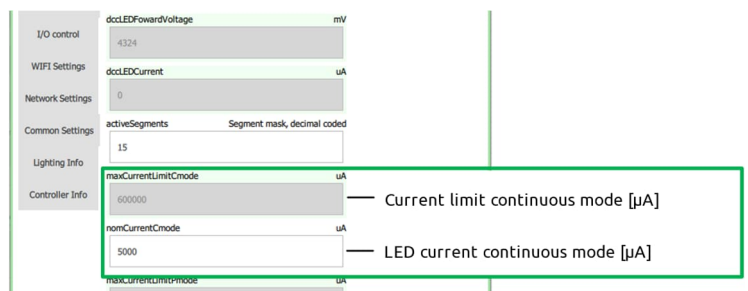 dccLEDFowardVoltage mV
I/O control
4324
WIFI Settings
dccLEDCurrent uA
Network Settings
0
activeSegments Segment mask, decimal coded
Common Settings
15
Lighting Info
maxCurrentLimitCmode uA
Controller Info
600000
Current limit continuous mode [µA]
nomCurrentCmode uA
5000
LED current continuous mode [µA]
maxCurrentLimitPmode uA